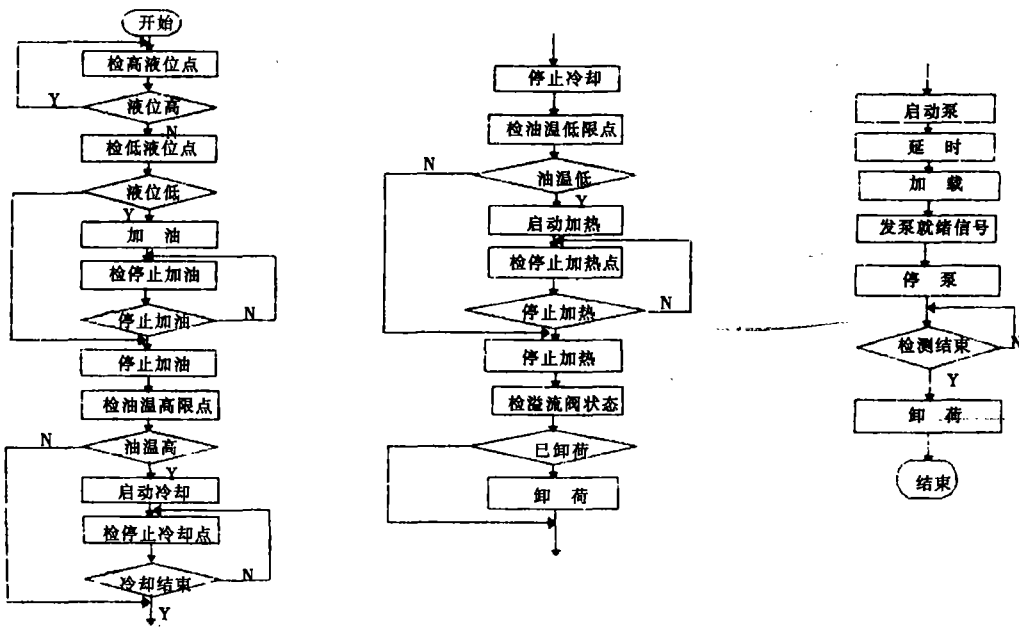 开始
检高液位点
Y
液位高
N
检低液位点
液位低
Y
加 油
检停止加油
停止加油
N
停止加油
检油温高限点
N
油温高
Y
启动冷却
检停止冷却点
冷却结束
N
Y
停止冷却
检油温低限点
N
油温低
Y
启动加热
检停止加热点
停止加热
N
停止加热
检溢流阀状态
已卸荷
卸 荷
启动泵
延 时
加 载
发泵就绪信号
停 泵
检测结束
N
Y
卸 荷
结束